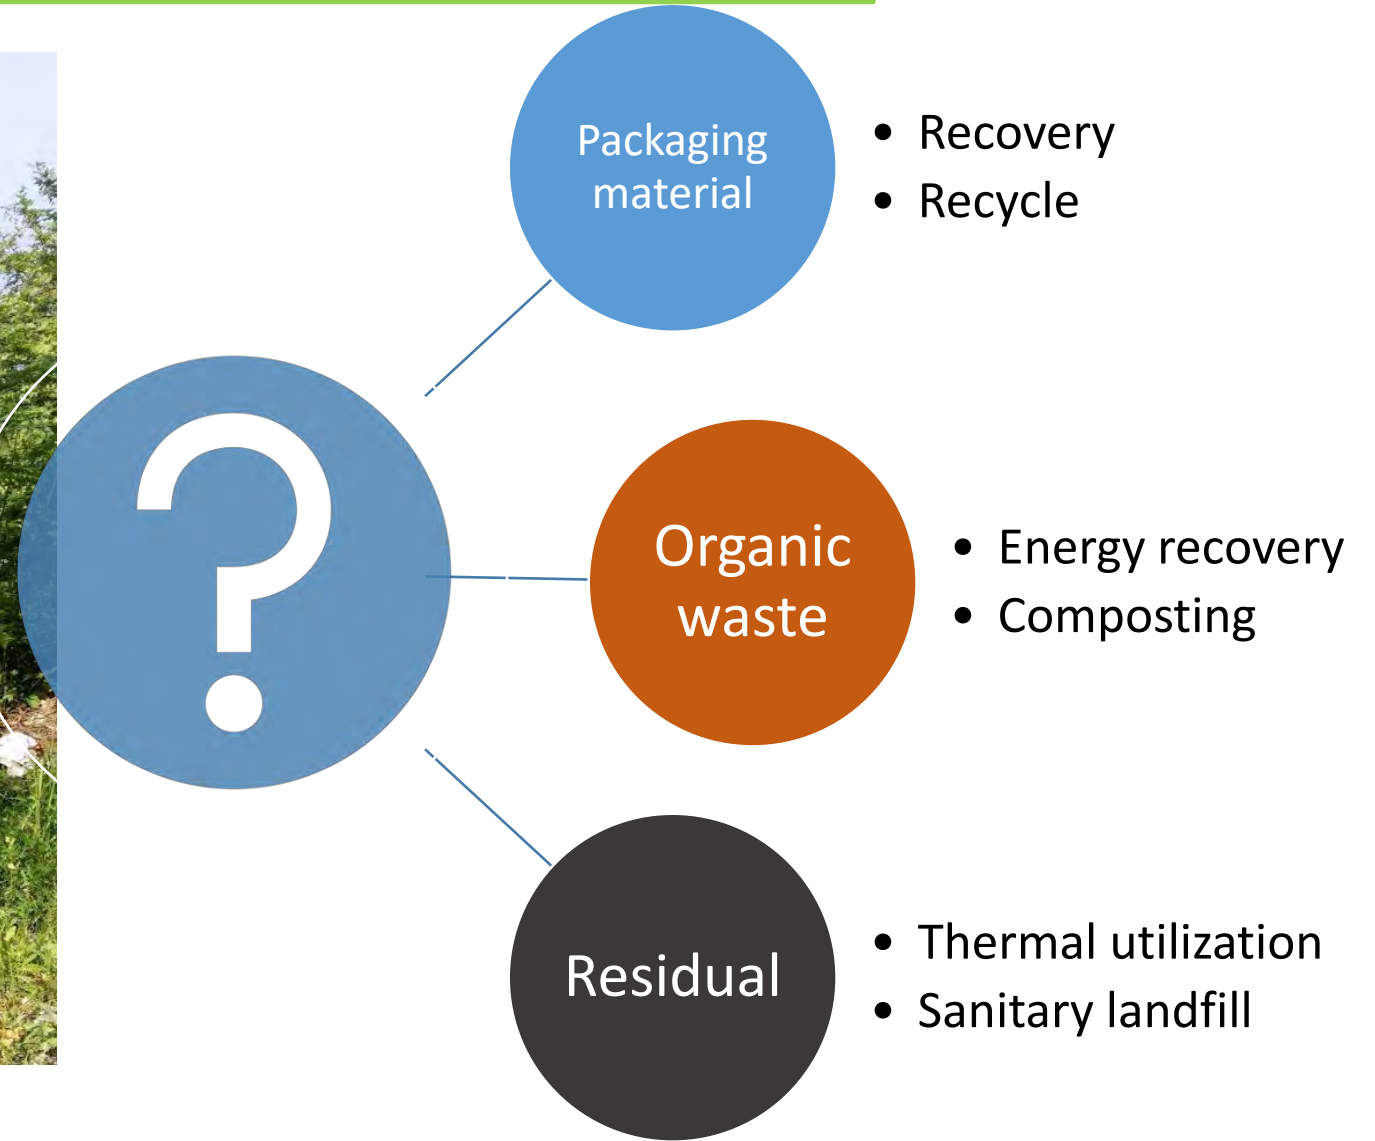 ?
Packaging
material
• Recovery
• Recycle
Organic
waste
• Energy recovery
• Composting
Residual
• Thermal utilization
• Sanitary landfill